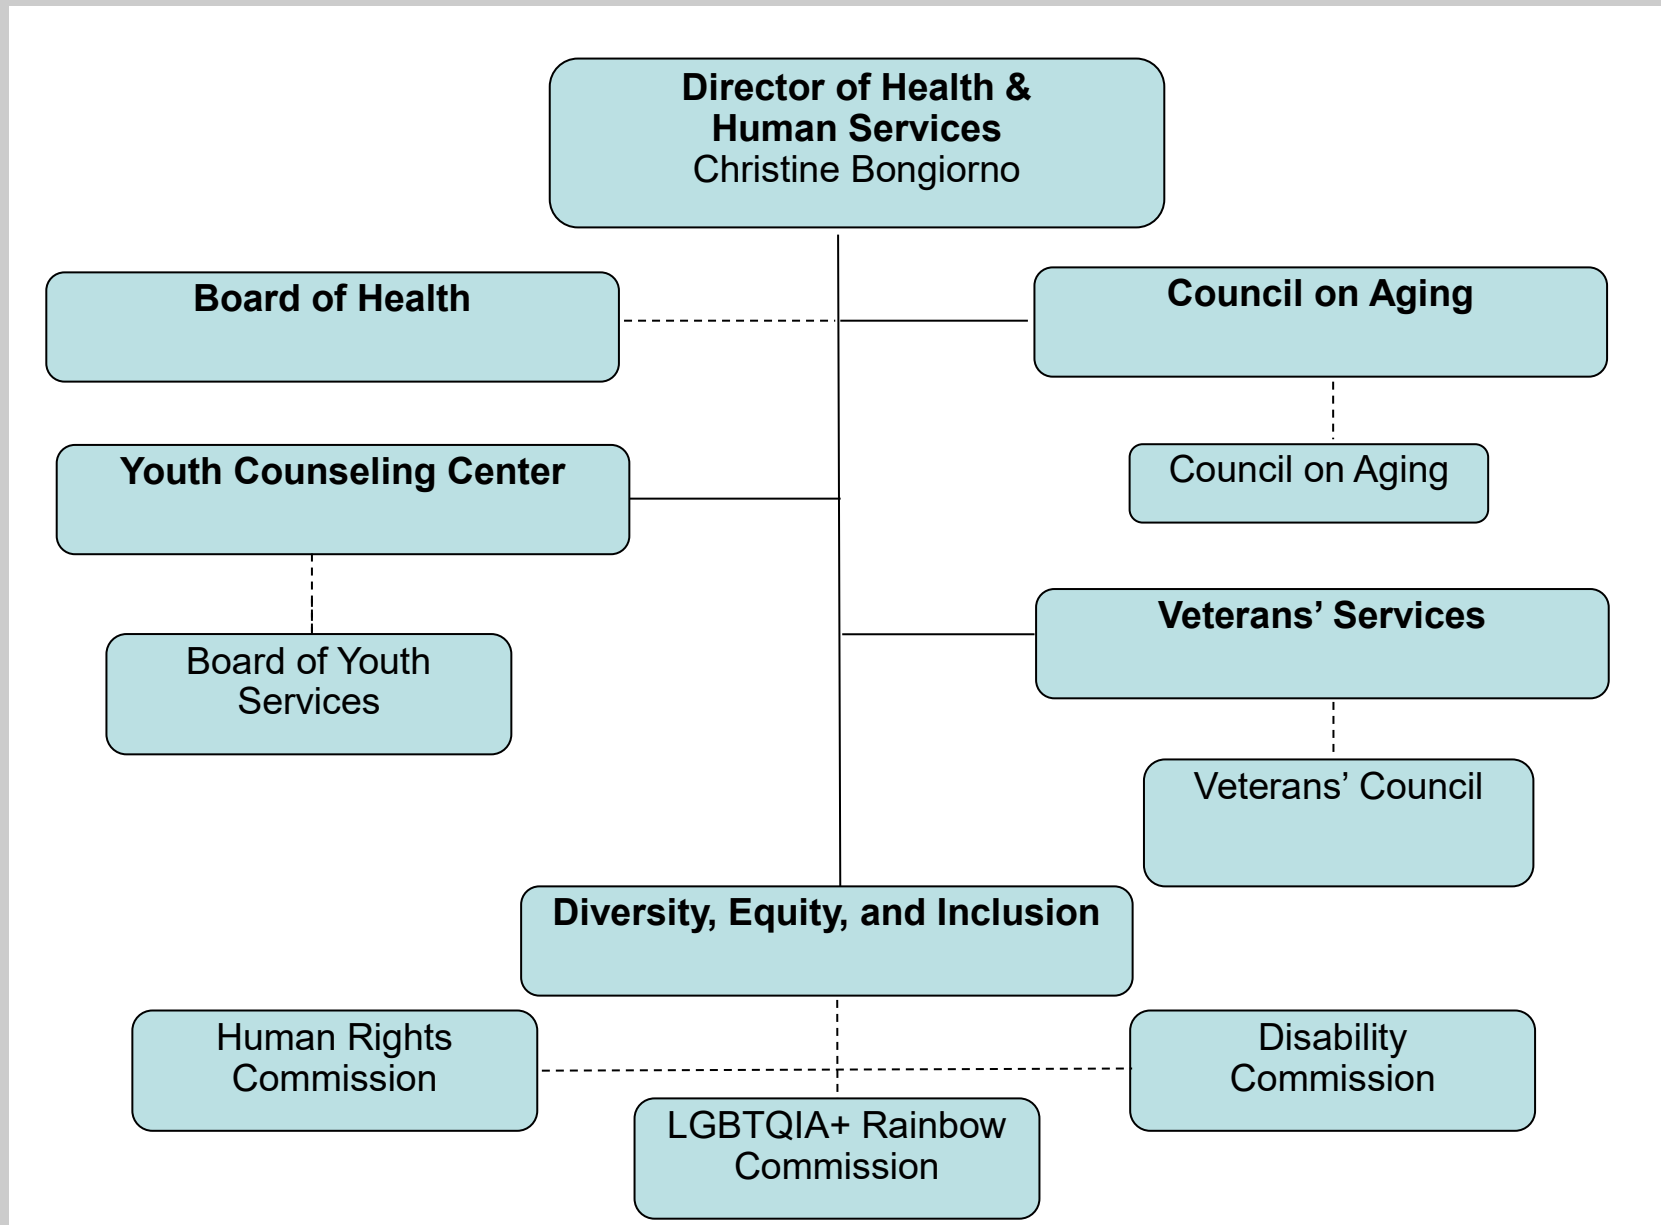 Director of Health &
Human Services
Christine Bongiorno
Board of Health
Council on Aging
Youth Counseling Center
Council on Aging
Veterans’ Services
Board of Youth
Services
Veterans’ Council
Diversity, Equity, and Inclusion
Human Rights
Commission
Disability
Commission
LGBTQIA+ Rainbow
Commission